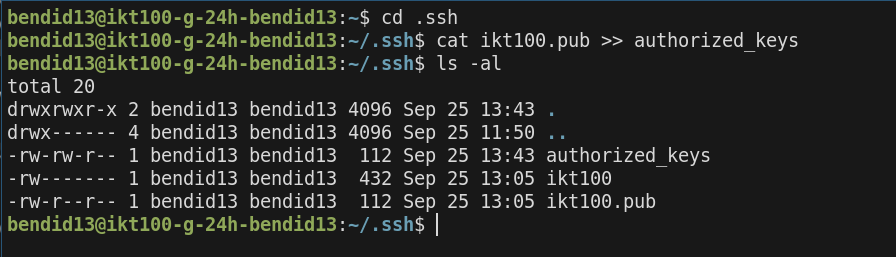 bendid13@ikt100-g-24h-bendid13:~$ cd .ssh
bendid13@ikt100-g-24h-bendid13:~/.ssh$ cat ikt100.pub >> authorized_keys
bendid13@ikt100-g-24h-bendid13:~/.ssh$ ls -al
total 20
drwxrwxr-x 2 bendid13 bendid13 4096 Sep 25 13:43 .
drwx------ 4 bendid13 bendid13 4096 Sep 25 11:50 ..
-rw-rw-r-- 1 bendid13 bendid13  112 Sep 25 13:43 authorized_keys
-rw------- 1 bendid13 bendid13  432 Sep 25 13:05 ikt100
-rw-r--r-- 1 bendid13 bendid13  112 Sep 25 13:05 ikt100.pub
bendid13@ikt100-g-24h-bendid13:~/.ssh$